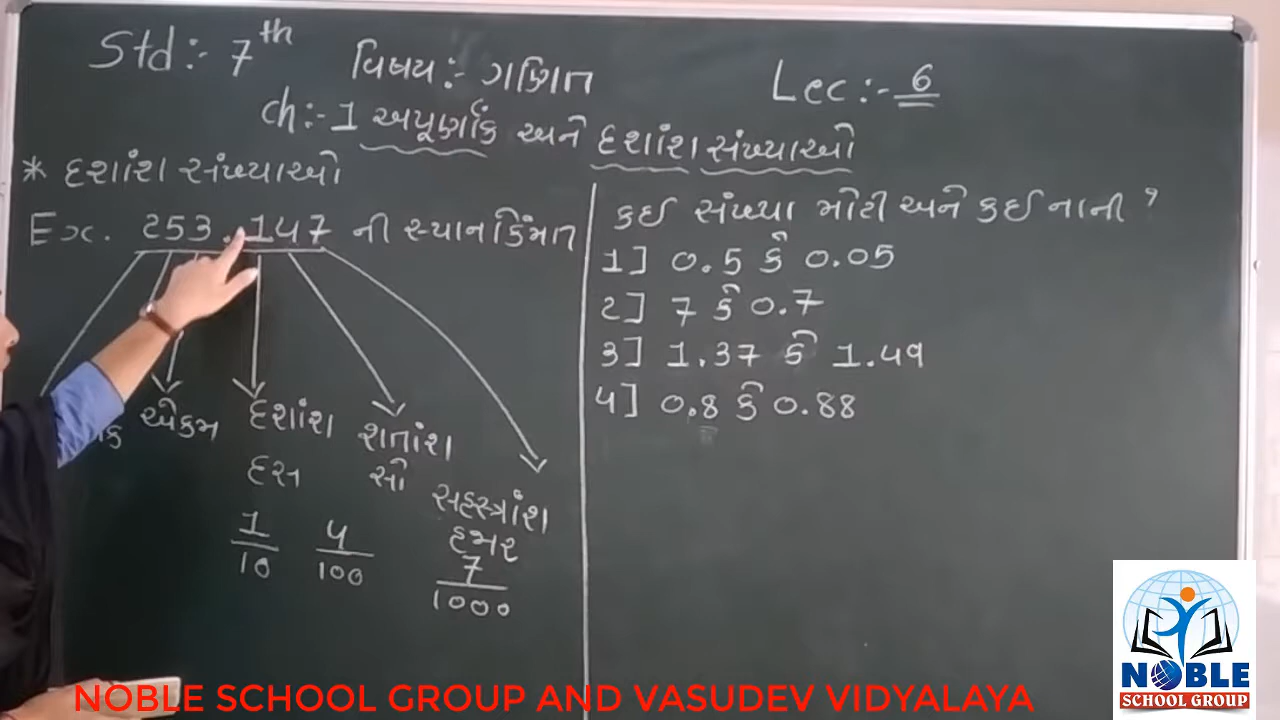 Std:- 7th વિષય:- ગણિત Lec:- 6
ch:- 1 અપૂર્ણાંક અને દશાંશ સંખ્યાઓ
* દશાંશ સંખ્યાઓ
Ex. 253.147 ની સ્થાનકિંમત
એકમ દશાંશ શતાંશ સહસ્ત્રાંશ
દસ સો હજાર
1/10 4/100 7/1000
કઈ સંખ્યા મોટી અને કઈ નાની ?
1] 0.5 કે 0.05
2] 7 કે 0.7
3] 1.37 કે 1.49
4] 0.8 કે 0.88
NOBLE
SCHOOL GROUP
NOBLE SCHOOL GROUP AND VASUDEV VIDYALAYA